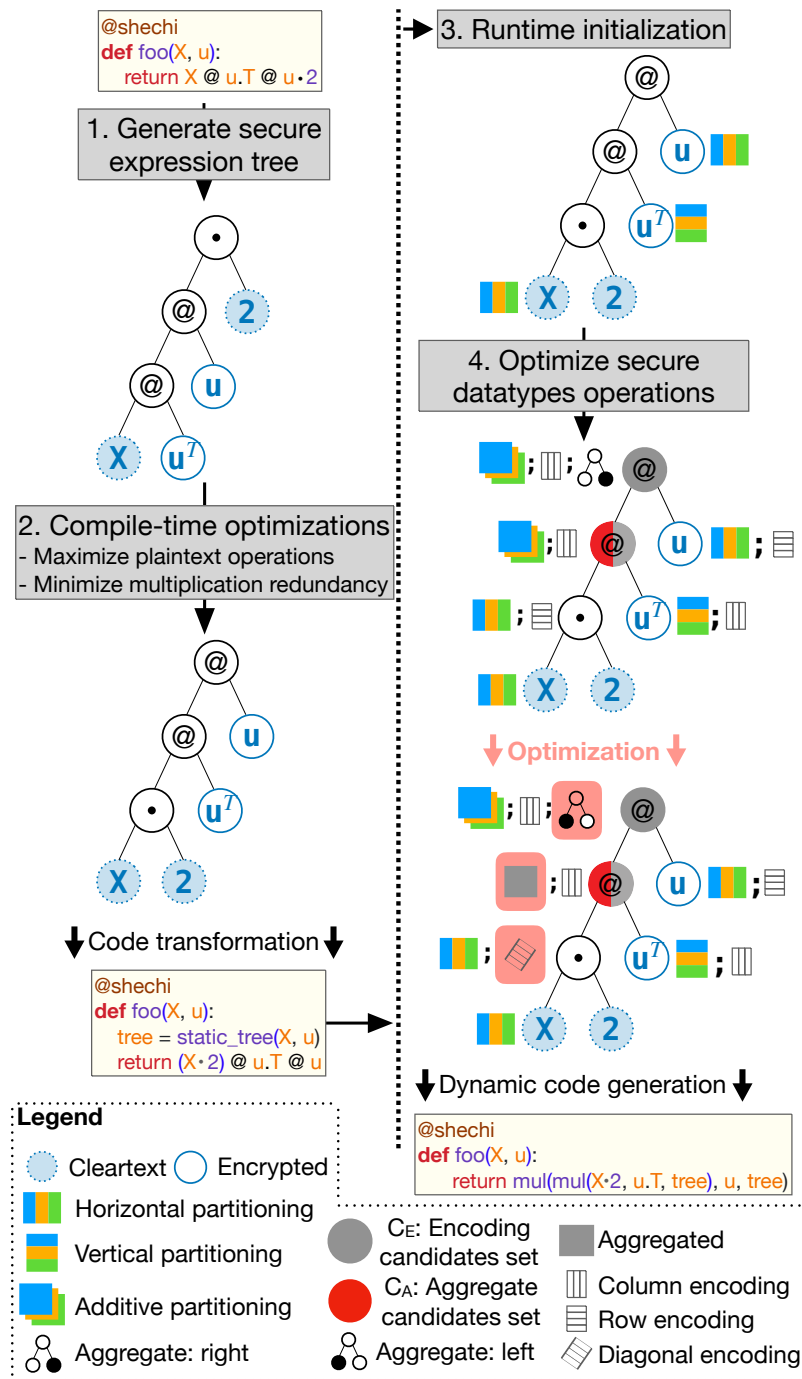 @shechi
def foo(X, u):
return X @ u.T @ u·2
1. Generate secure
expression tree
·
@
2
@
u
X
u^T
2. Compile-time optimizations
- Maximize plaintext operations
- Minimize multiplication redundancy
@
@
u
·
u^T
X
2
Code transformation
@shechi
def foo(X, u):
tree = static_tree(X, u)
return (X·2) @ u.T @ u
3. Runtime initialization
@
@
u
·
u^T
X
2
4. Optimize secure
datatypes operations
; ; @
; @ u ;
; · u^T ;
X 2
Optimization
; ; @
; @ u ;
; · u^T ;
X 2
Dynamic code generation
@shechi
def foo(X, u):
return mul(mul(X·2, u.T, tree), u, tree)
Legend
Cleartext
Encrypted
Horizontal partitioning
Vertical partitioning
Additive partitioning
Aggregate: right
CE: Encoding
candidates set
CA: Aggregate
candidates set
Aggregate: left
Aggregated
Column encoding
Row encoding
Diagonal encoding